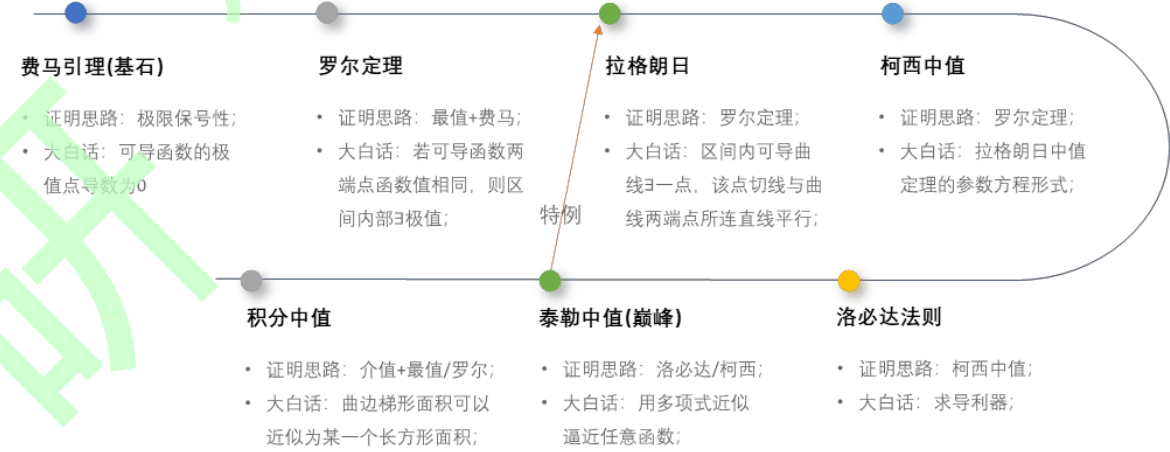 费马引理(基石)
• 证明思路：极限保号性；
• 大白话：可导函数的极
值点导数为0
罗尔定理
• 证明思路：最值+费马；
• 大白话：若可导函数两
端点函数值相同，则区
间内部∃极值；
拉格朗日
• 证明思路：罗尔定理；
• 大白话：区间内可导曲
线∃一点，该点切线与曲
线两端点所连直线平行；
柯西中值
• 证明思路：罗尔定理；
• 大白话：拉格朗日中值
定理的参数方程形式；
特例
积分中值
• 证明思路：介值+最值/罗尔；
• 大白话：曲边梯形面积可以
近似为某一个长方形面积；
泰勒中值(巅峰)
• 证明思路：洛必达/柯西；
• 大白话：用多项式近似
逼近任意函数；
洛必达法则
• 证明思路：柯西中值；
• 大白话：求导利器；
研